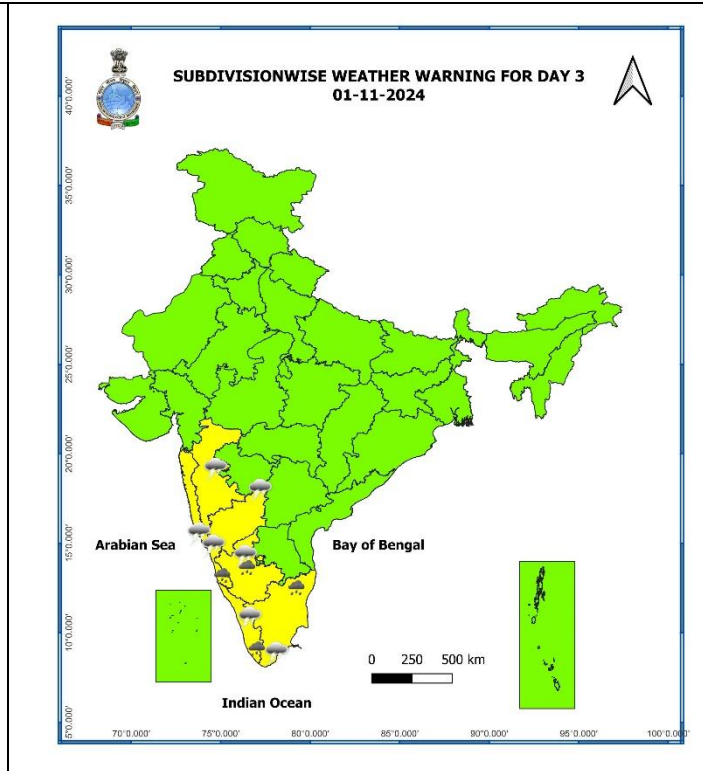 SUBDIVISIONWISE WEATHER WARNING FOR DAY 3
01-11-2024
40°0.000'
35°0.000'
30°0.000'
25°0.000'
20°0.000'
15°0.000'
10°0.000'
5°0.000'
Arabian Sea
Bay of Bengal
0 250 500 km
Indian Ocean
70°0.000' 75°0.000' 80°0.000' 85°0.000' 90°0.000' 95°0.000' 100°0.000'